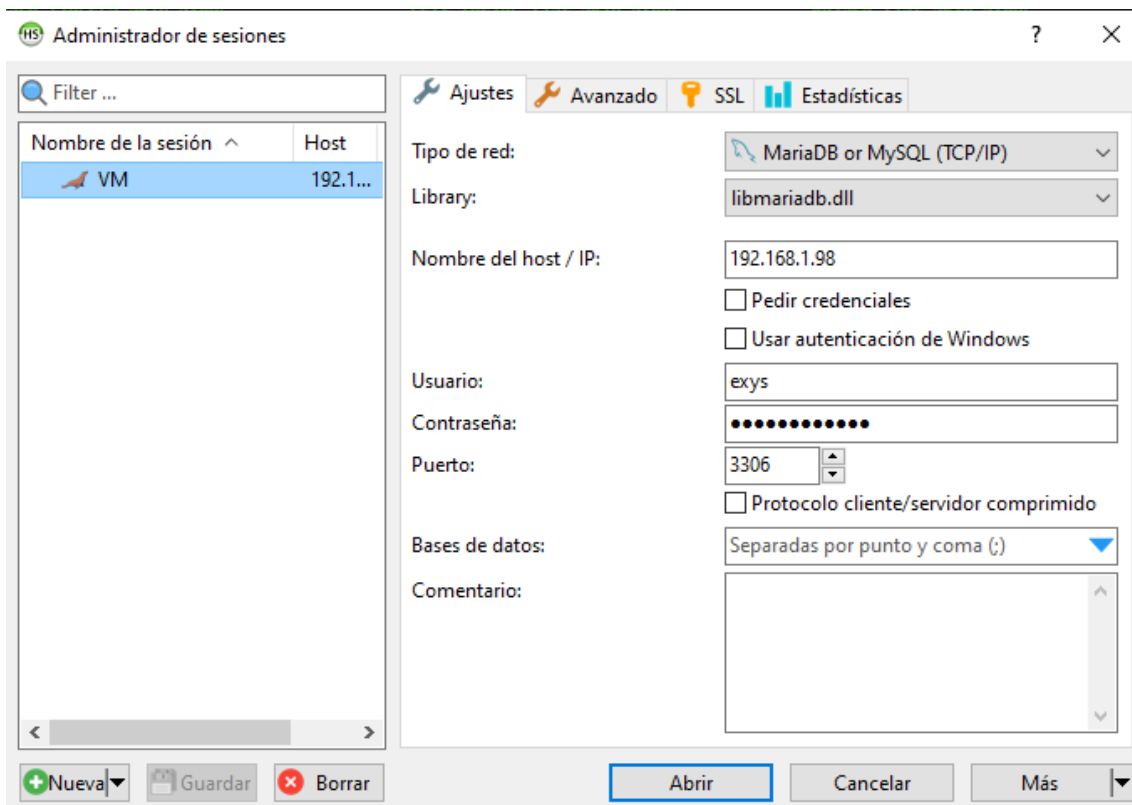 HS Administrador de sesiones ?
Filter ...
Nombre de la sesión Host
VM 192.1...
Ajustes Avanzado SSL Estadísticas
Tipo de red: MariaDB or MySQL (TCP/IP)
Library: libmariadb.dll
Nombre del host / IP: 192.168.1.98
Pedir credenciales
Usar autenticación de Windows
Usuario: exys
Contraseña: ●●●●●●●●●●●●
Puerto: 3306
Protocolo cliente/servidor comprimido
Bases de datos: Separadas por punto y coma (;)
Comentario:
Nueva Guardar Borrar Abrir Cancelar Más